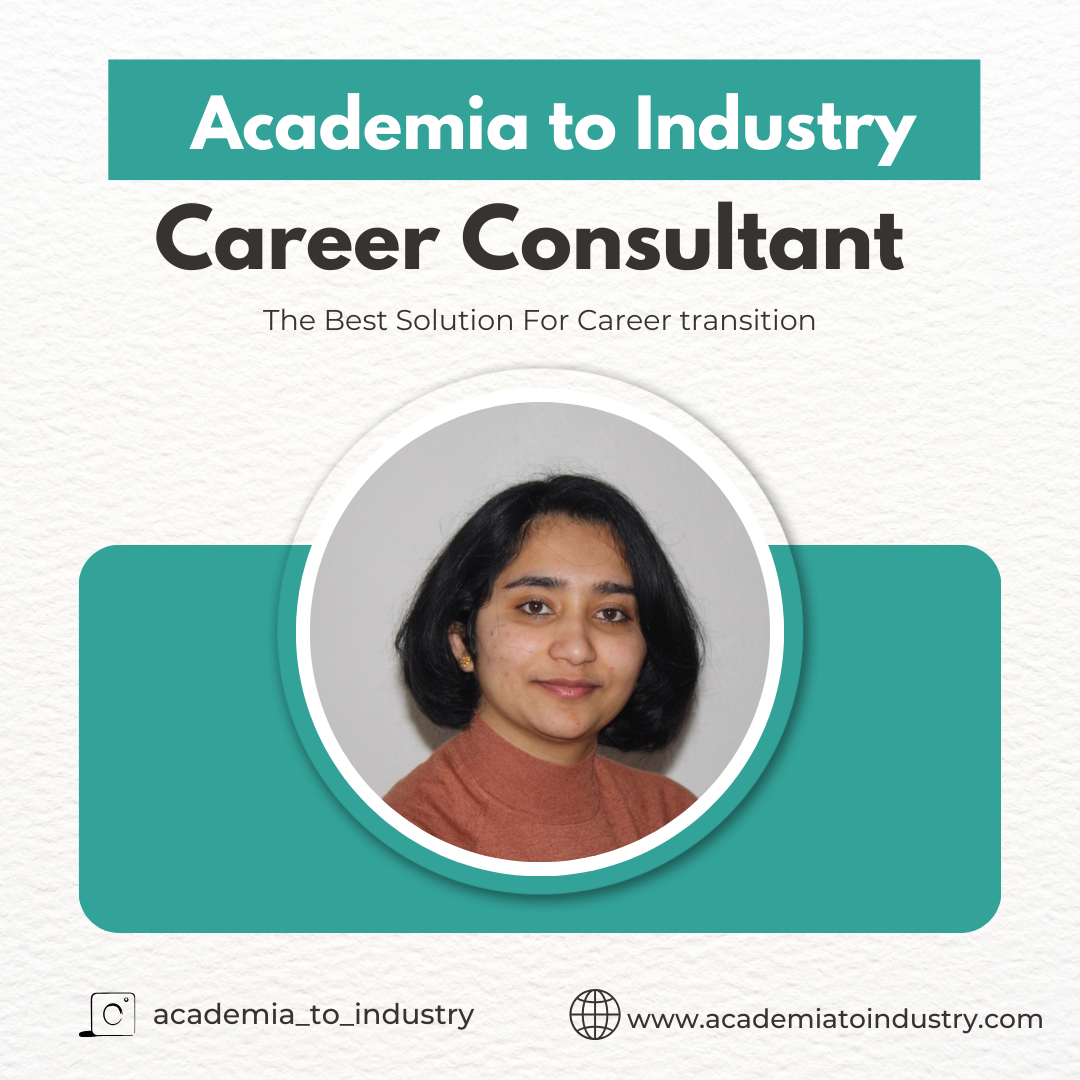 Academia to Industry
Career Consultant
The Best Solution For Career transition
academia_to_industry
www.academiatoindustry.com